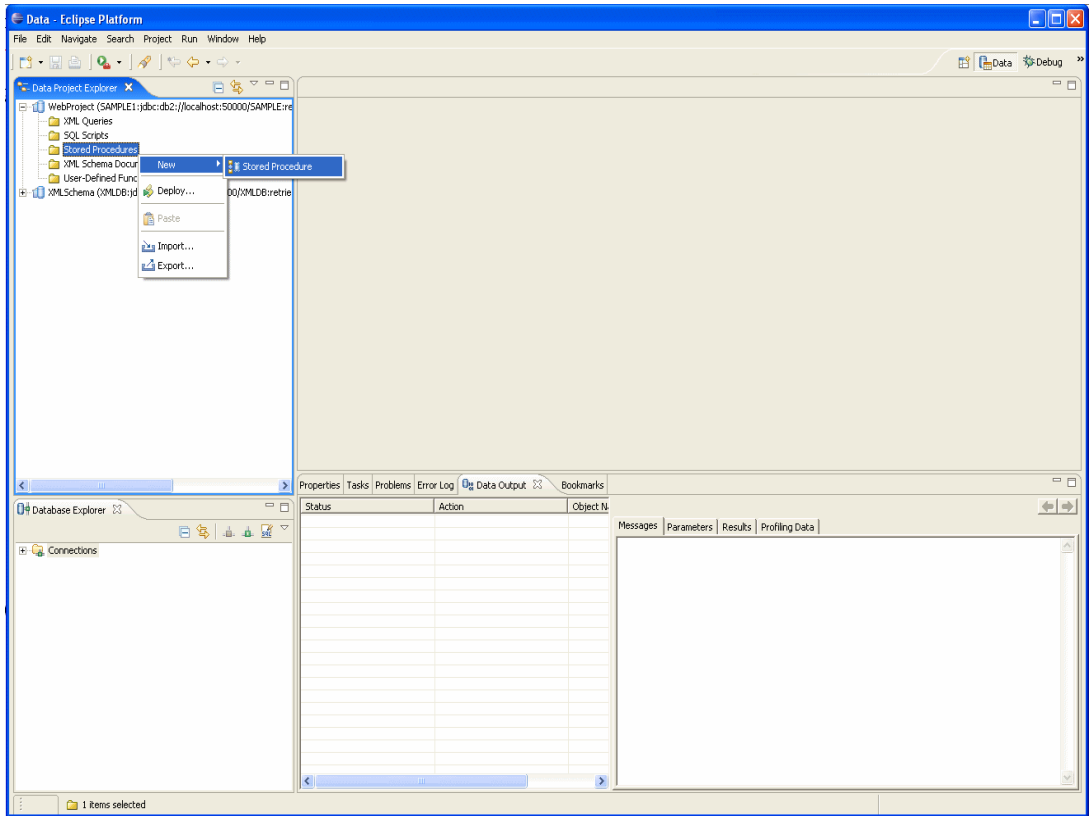 Data - Eclipse Platform
File Edit Navigate Search Project Run Window Help
Data Debug »
Data Project Explorer
WebProject (SAMPLE1:jdbc:db2://localhost:50000/SAMPLE:re
XML Queries
SQL Scripts
Stored Procedures
XML Schema Docur
User-Defined Func
XMLSchema (XMLDB:jd 00/XMLDB:retrie
New
Stored Procedure
Deploy...
Paste
Import...
Export...
Properties Tasks Problems Error Log Data Output Bookmarks
Status Action Object N
Messages Parameters Results Profiling Data
Database Explorer
Connections
1 items selected